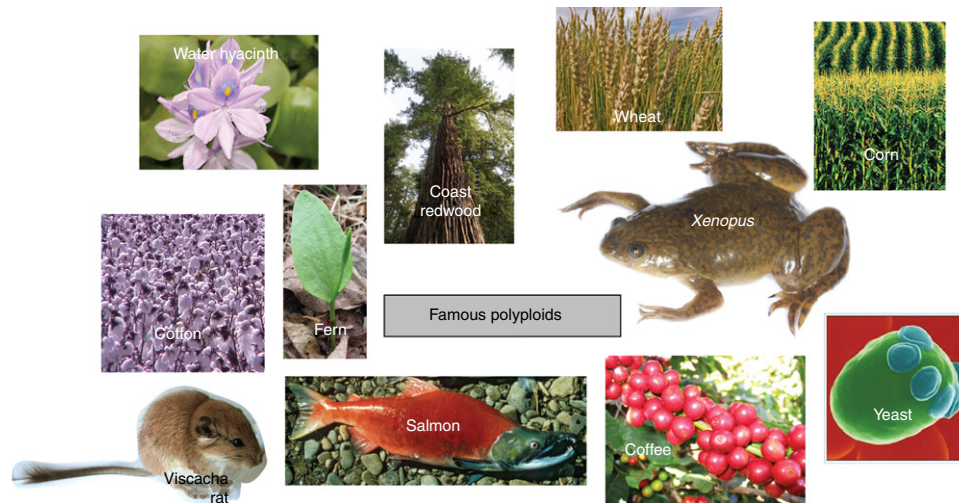 Water hyacinth
Wheat
Corn
Coast
redwood
Xenopus
Cotton
Fern
Famous polyploids
Salmon
Coffee
Yeast
Viscacha
rat